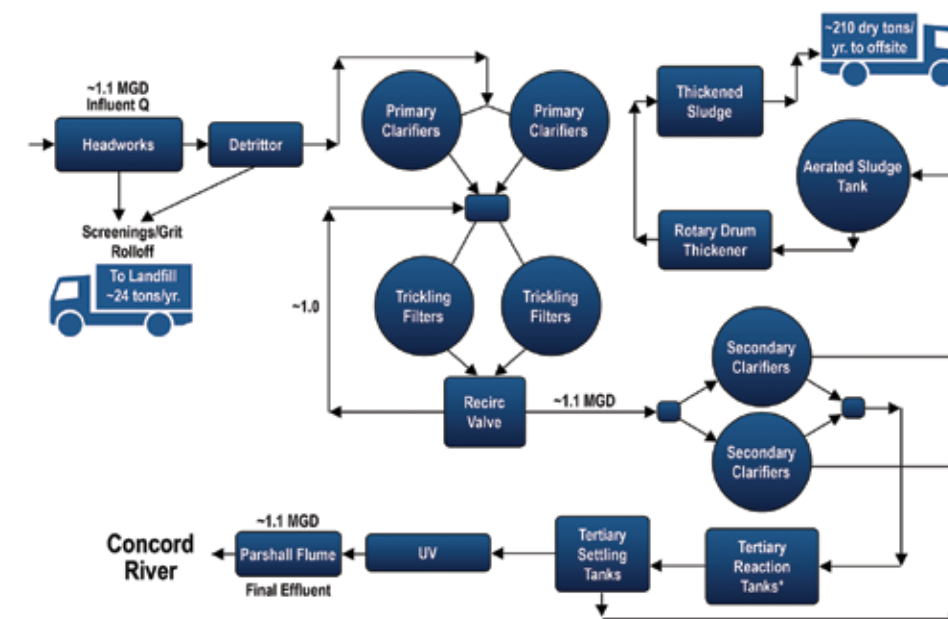 ~1.1 MGD
Influent Q
Headworks
Detrittor
Screenings/Grit
Rolloff
To Landfill
~24 tons/yr.
Primary
Clarifiers
Primary
Clarifiers
~1.0
Trickling
Filters
Trickling
Filters
Recirc
Valve
~1.1 MGD
~210 dry tons/
yr. to offsite
Thickened
Sludge
Aerated Sludge
Tank
Rotary Drum
Thickener
Secondary
Clarifiers
Secondary
Clarifiers
Tertiary
Reaction
Tanks*
Tertiary
Settling
Tanks
UV
~1.1 MGD
Parshall Flume
Final Effluent
Concord
River